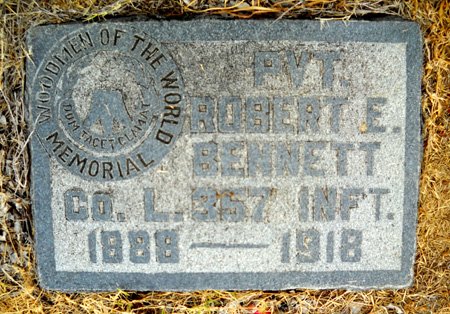 WOODMEN OF THE WORLD
MEMORIAL
DUM TACET CLAMAT
PVT.
ROBERT E.
BENNETT
CO. L. 357 INFT.
1888 — 1918